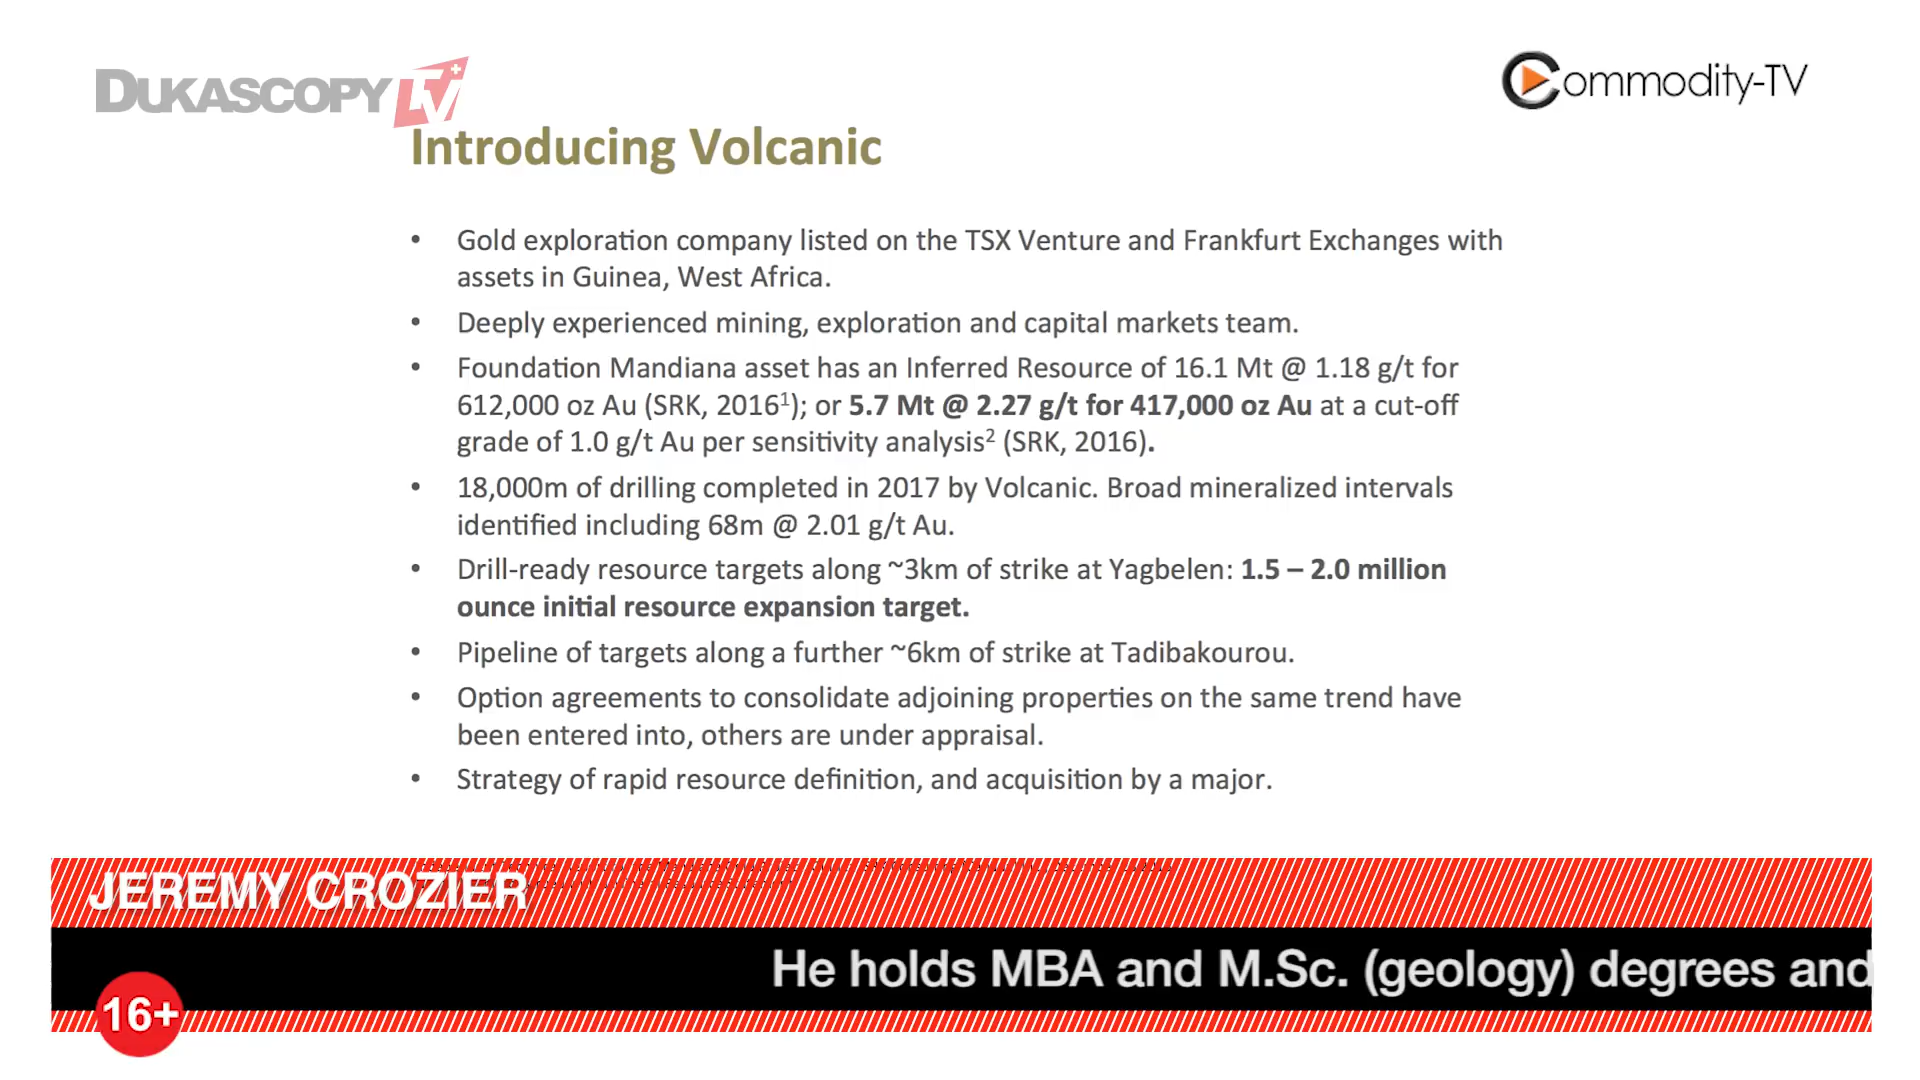 DUKASCOPY TV
Commodity-TV
Introducing Volcanic
• Gold exploration company listed on the TSX Venture and Frankfurt Exchanges with
assets in Guinea, West Africa.
• Deeply experienced mining, exploration and capital markets team.
• Foundation Mandiana asset has an Inferred Resource of 16.1 Mt @ 1.18 g/t for
612,000 oz Au (SRK, 2016¹); or 5.7 Mt @ 2.27 g/t for 417,000 oz Au at a cut-off
grade of 1.0 g/t Au per sensitivity analysis² (SRK, 2016).
• 18,000m of drilling completed in 2017 by Volcanic. Broad mineralized intervals
identified including 68m @ 2.01 g/t Au.
• Drill-ready resource targets along ~3km of strike at Yagbelen: 1.5 – 2.0 million
ounce initial resource expansion target.
• Pipeline of targets along a further ~6km of strike at Tadibakourou.
• Option agreements to consolidate adjoining properties on the same trend have
been entered into, others are under appraisal.
• Strategy of rapid resource definition, and acquisition by a major.
JEREMY CROZIER
He holds MBA and M.Sc. (geology) degrees and
16+